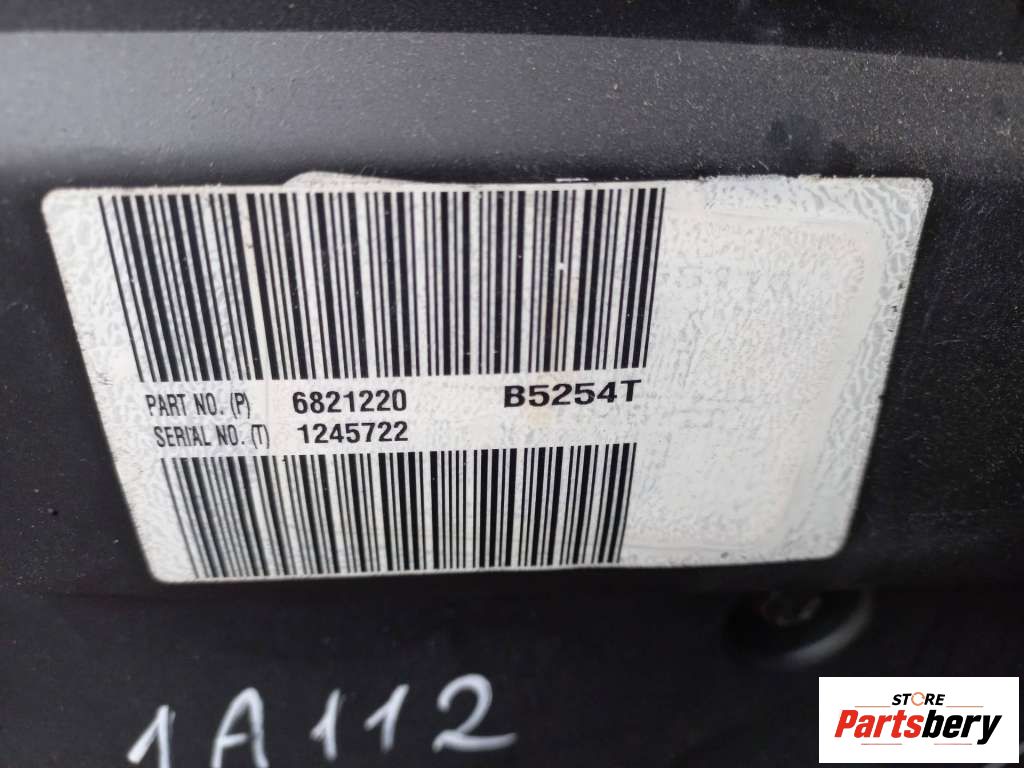 PART NO. (P) 6821220 B5254T
SERIAL NO. (T) 1245722
1A112
STORE
Partsbery